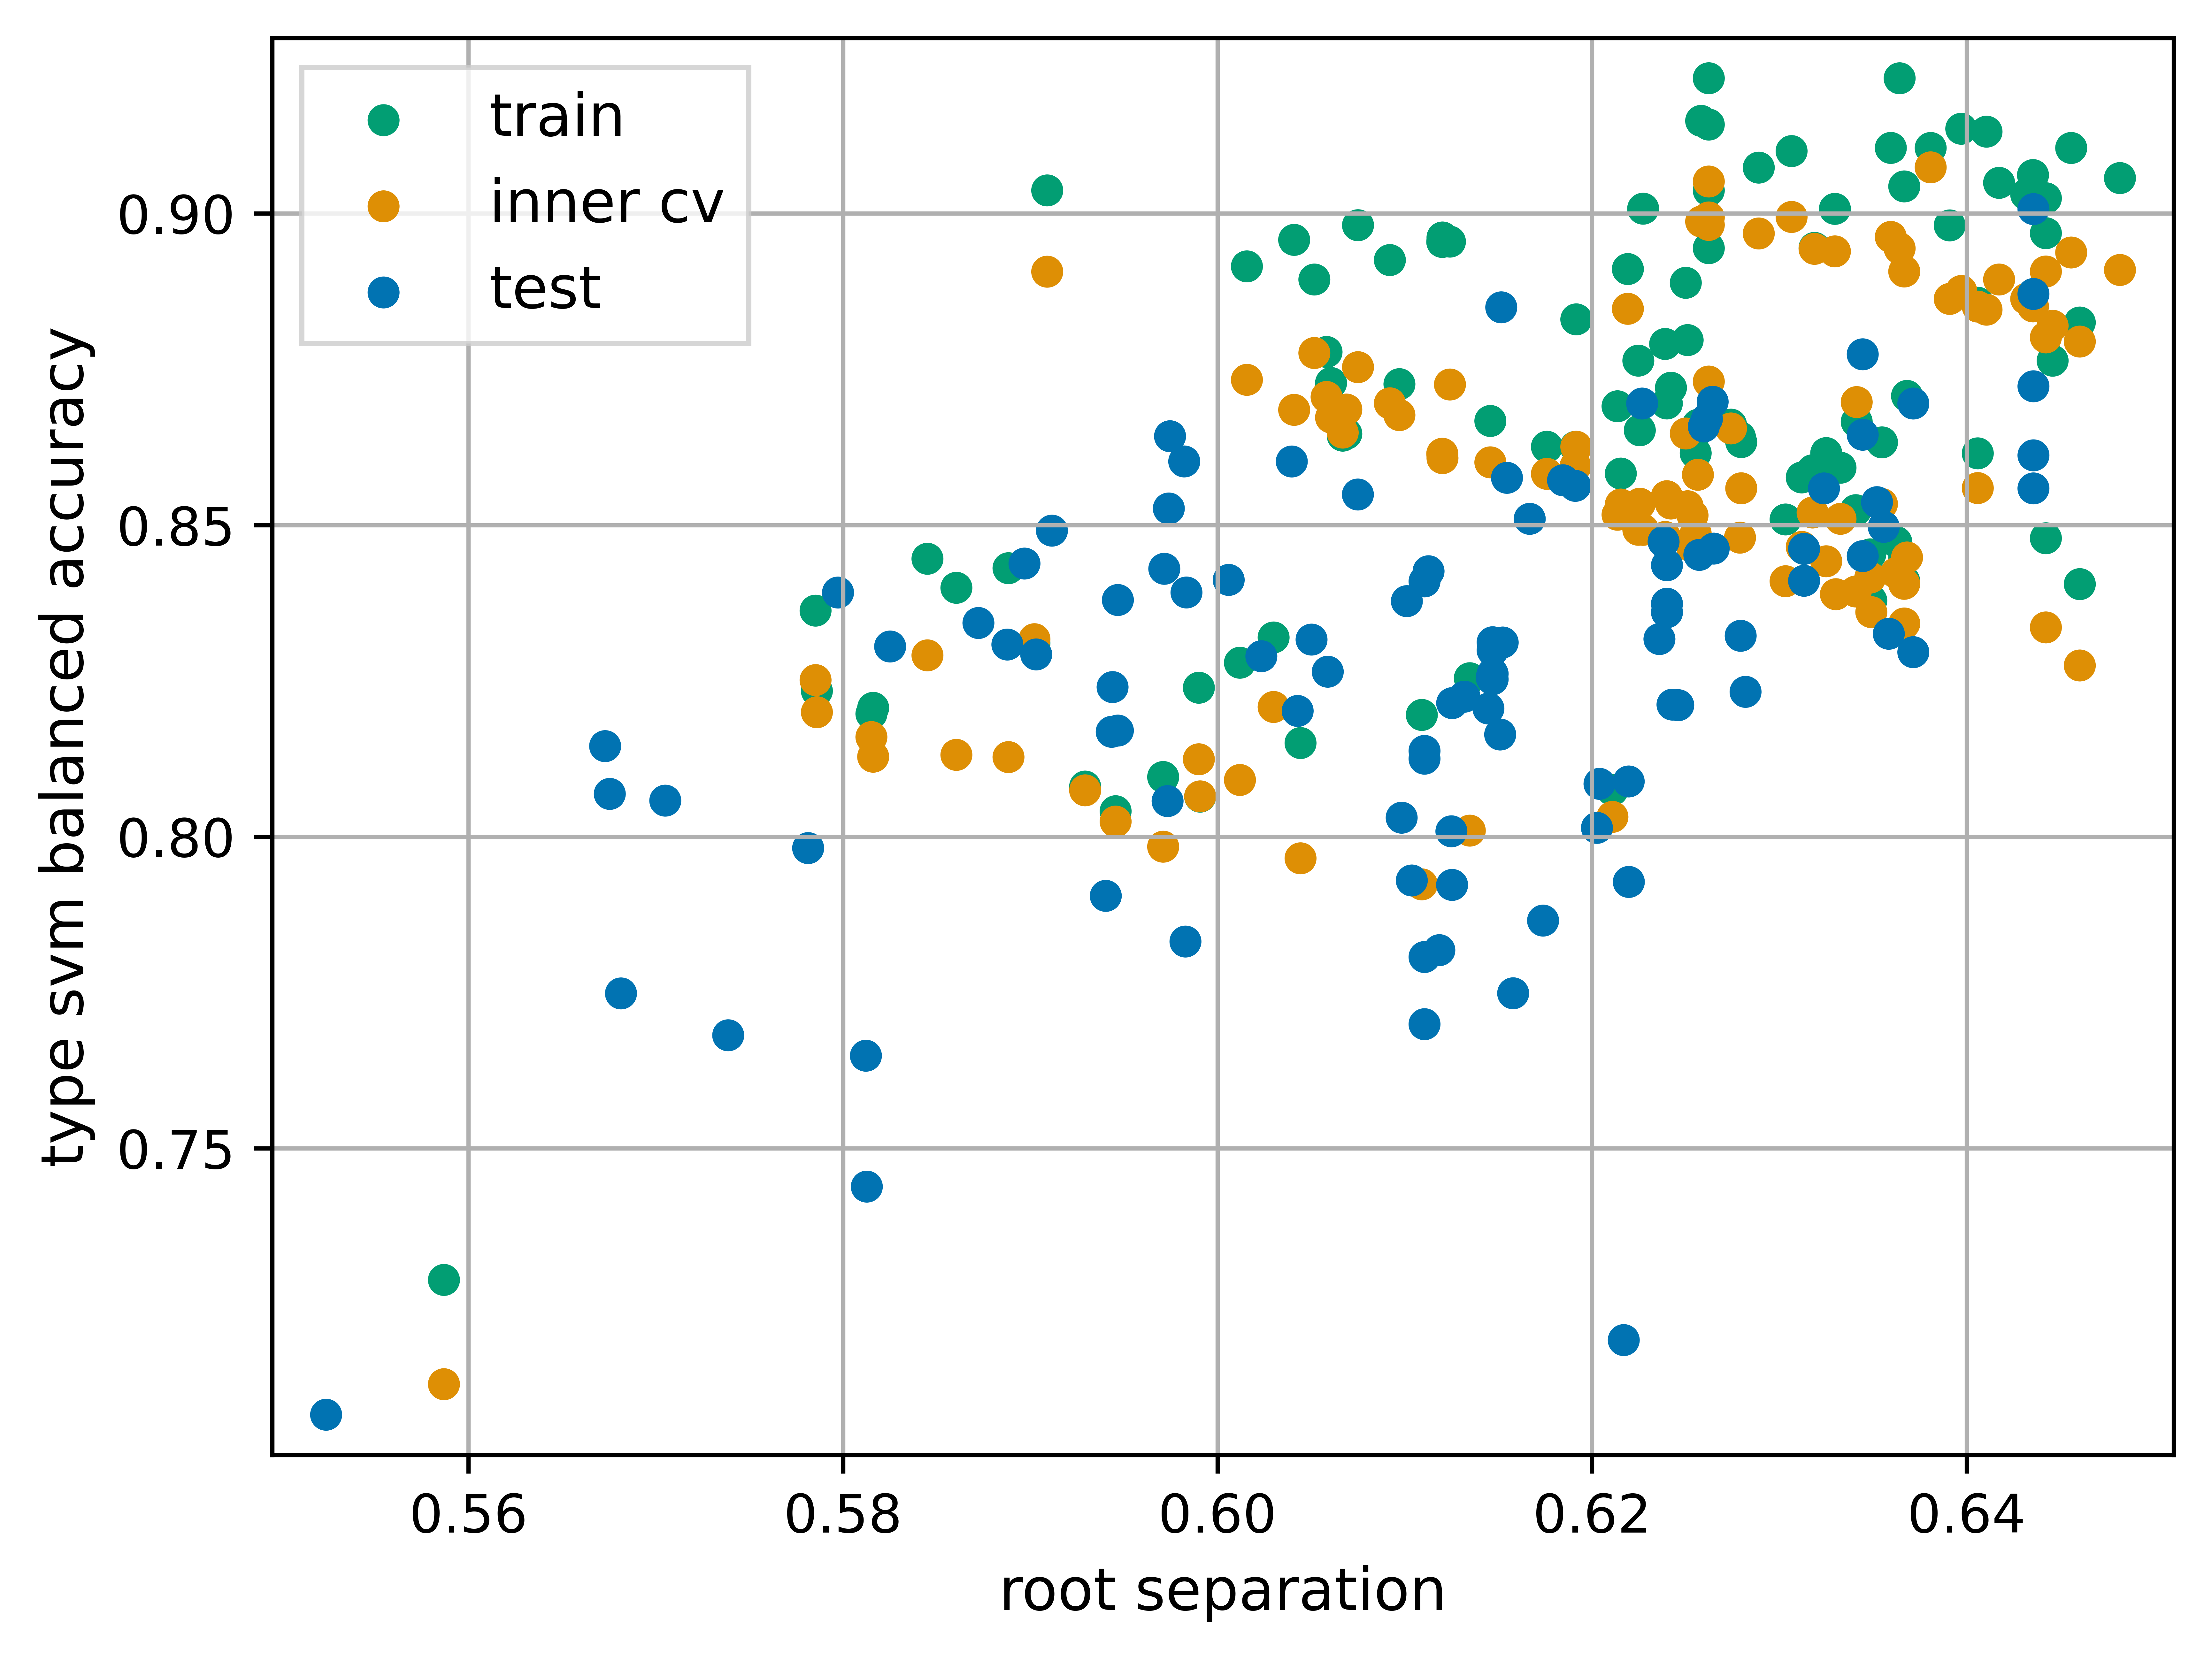 train
inner cv
test
0.90
0.85
0.80
0.75
type svm balanced accuracy
0.56 0.58 0.60 0.62 0.64
root separation